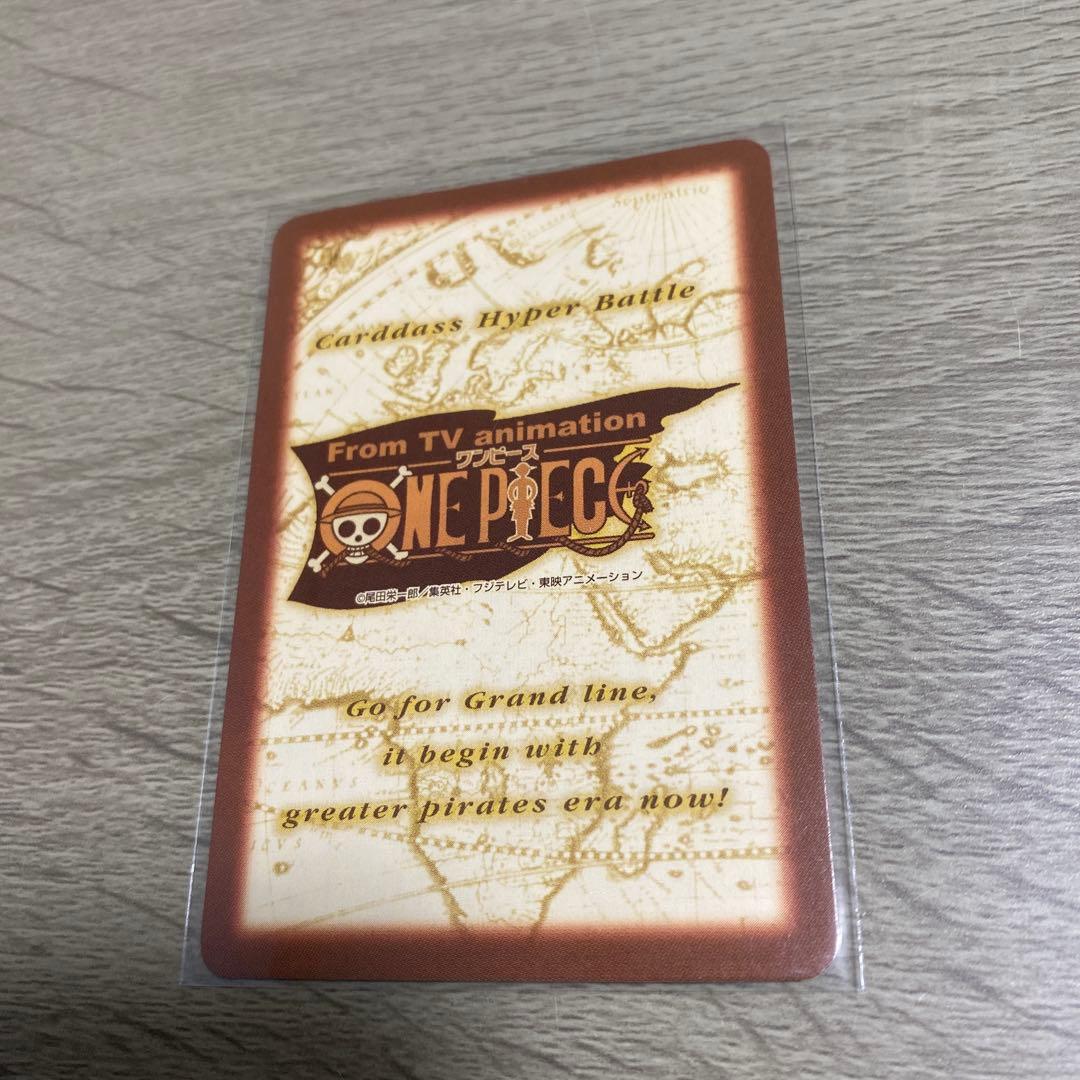 Septentrio
Carddass Hyper Battle
From TV animation
ワンピース
ONE PIECE
©尾田栄一郎/集英社・フジテレビ・東映アニメーション
Go for Grand line,
it begin with
greater pirates era now!